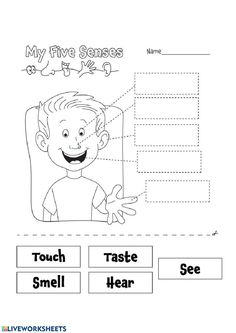 My Five Senses
Name
Touch
Taste
See
Smell
Hear
LIVEWORKSHEETS